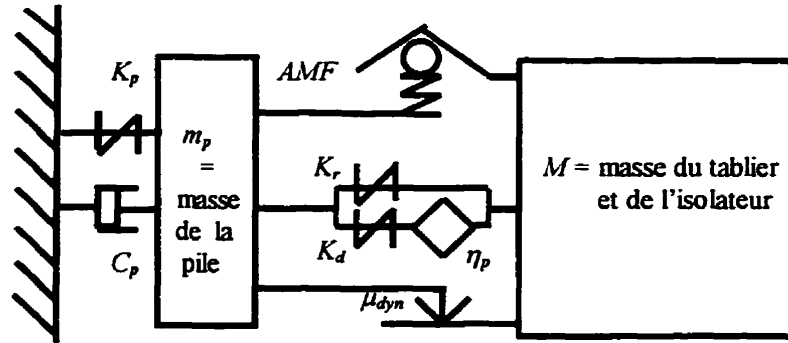 K_p
AMF
m_p
=
masse
de la
pile
K_r
M = masse du tablier
et de l'isolateur
C_p
K_d
η_p
μ_dyn